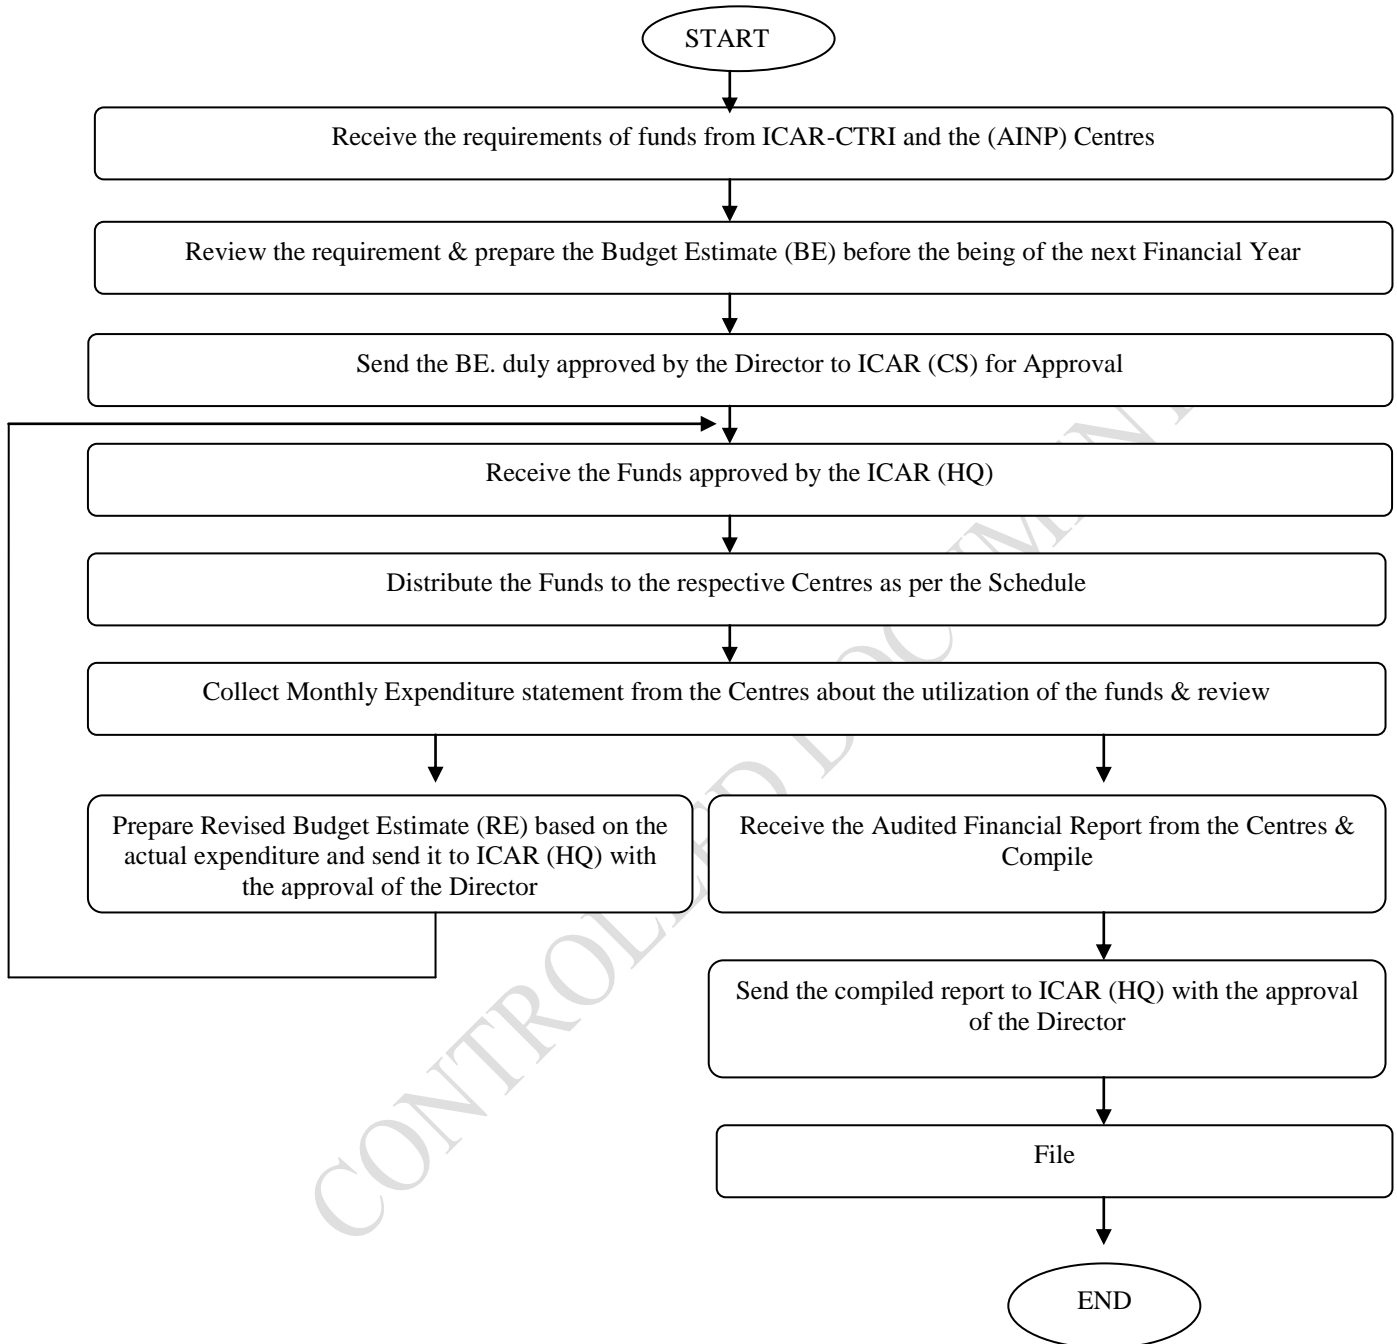 START
Receive the requirements of funds from ICAR-CTRI and the (AINP) Centres
Review the requirement & prepare the Budget Estimate (BE) before the being of the next Financial Year
Send the BE. duly approved by the Director to ICAR (CS) for Approval
Receive the Funds approved by the ICAR (HQ)
Distribute the Funds to the respective Centres as per the Schedule
Collect Monthly Expenditure statement from the Centres about the utilization of the funds & review
Prepare Revised Budget Estimate (RE) based on the
actual expenditure and send it to ICAR (HQ) with
the approval of the Director
Receive the Audited Financial Report from the Centres &
Compile
Send the compiled report to ICAR (HQ) with the approval
of the Director
File
END
CONTROLLED DOCUMENT